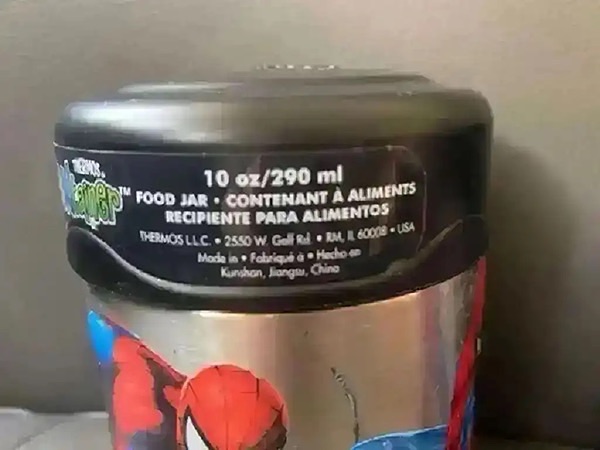 THERMOS®
10 oz/290 ml
FOOD JAR • CONTENANT À ALIMENTS
RECIPIENTE PARA ALIMENTOS
THERMOS L.L.C. • 2550 W. Golf Rd. • RM, IL 60008 • USA
Made in • Fabriqué à • Hecho en
Kunshan, Jiangsu, China